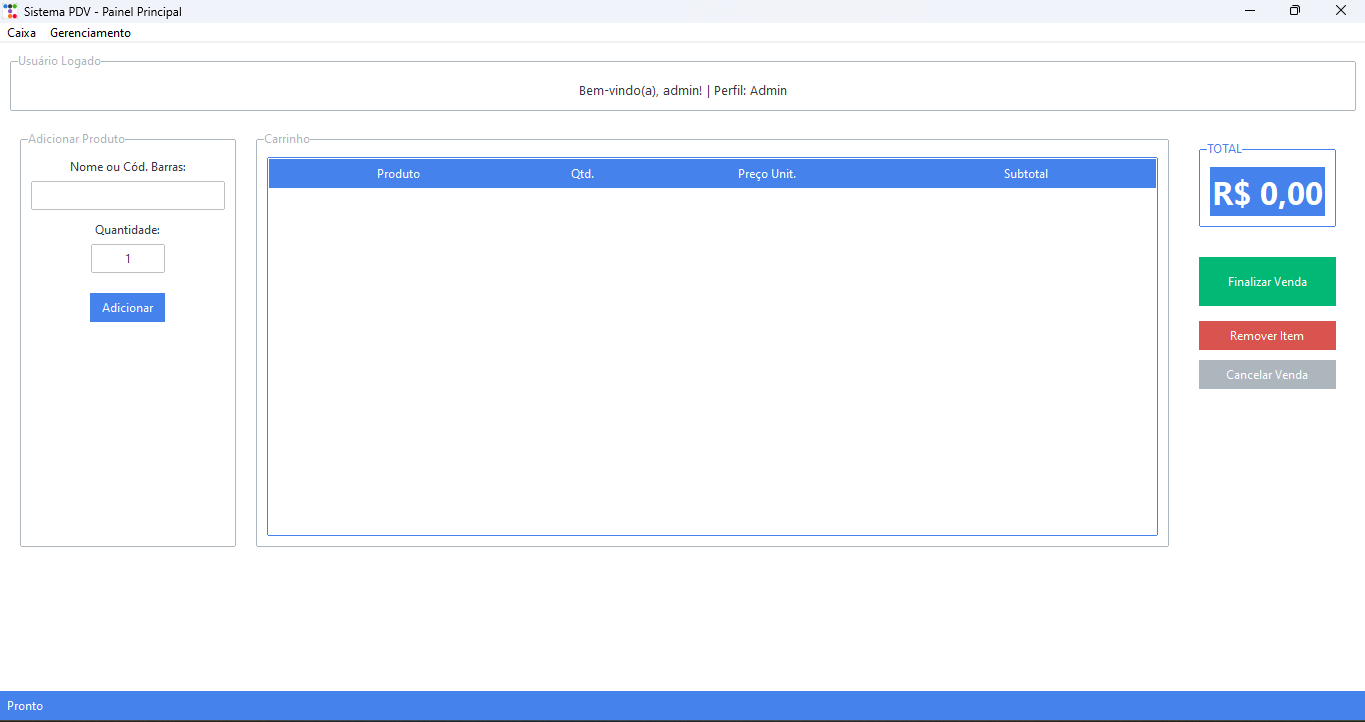 Sistema PDV - Painel Principal
Caixa Gerenciamento
Usuário Logado
Bem-vindo(a), admin! | Perfil: Admin
Adicionar Produto
Nome ou Cód. Barras:
Quantidade:
1
Adicionar
Carrinho
Produto Qtd. Preço Unit. Subtotal
TOTAL
R$ 0,00
Finalizar Venda
Remover Item
Cancelar Venda
Pronto